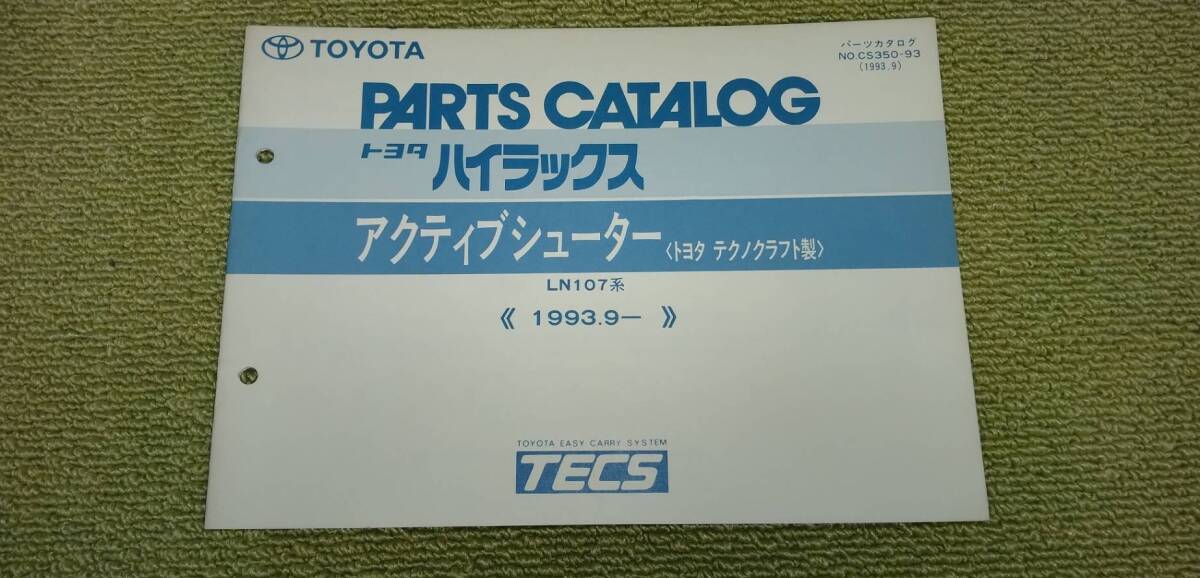 TOYOTA
パーツカタログ
NO.CS350-93
(1993.9)
PARTS CATALOG
トヨタ ハイラックス
アクティブシューター〈トヨタ テクノクラフト製〉
LN107系
《 1993.9ー 》
TOYOTA EASY CARRY SYSTEM
TECS